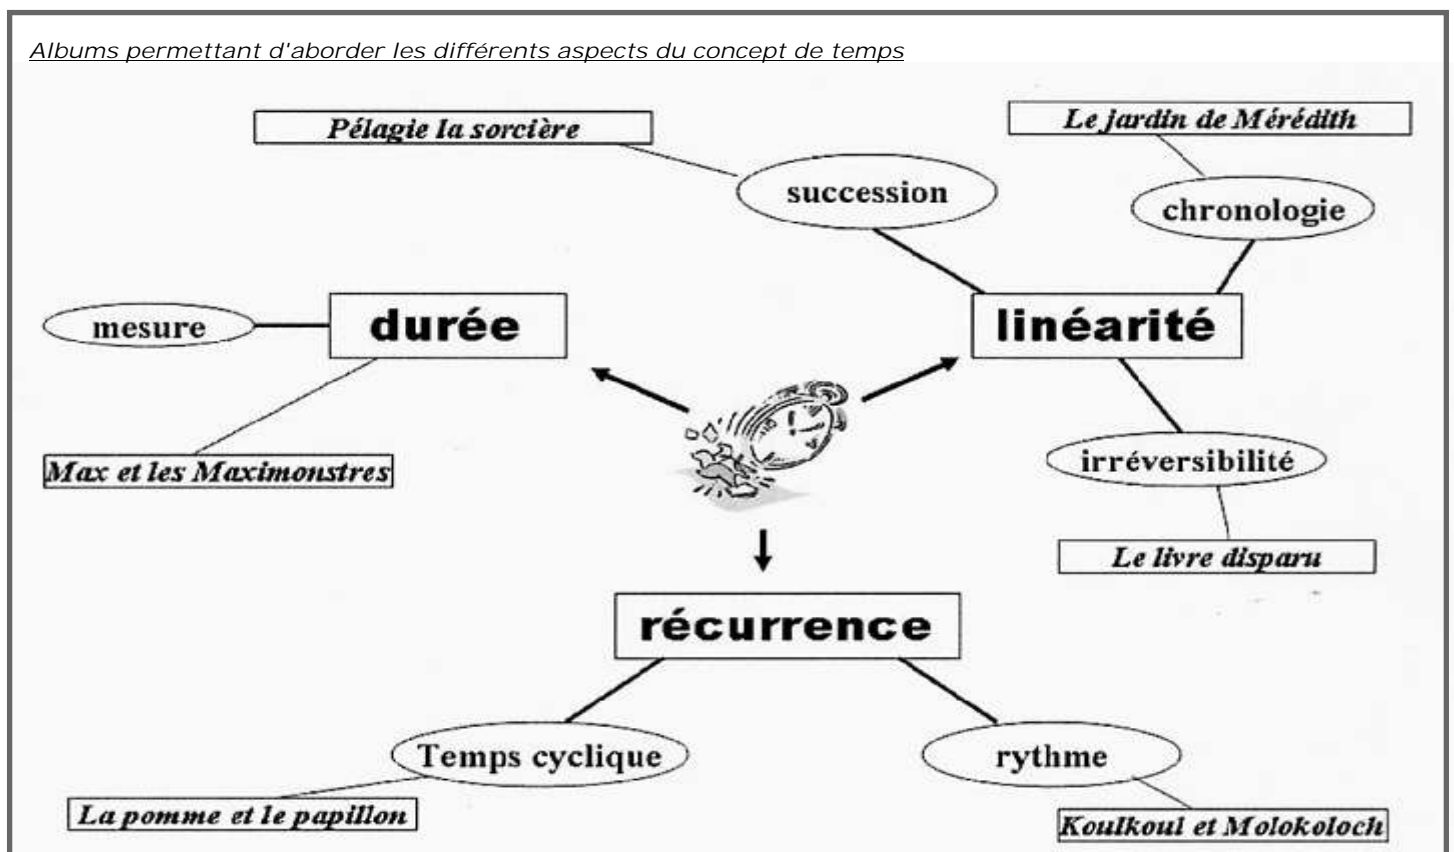 Albums permettant d'aborder les différents aspects du concept de temps
Pélagie la sorcière
Le jardin de Mérédith
succession
chronologie
mesure
durée
linéarité
Max et les Maximonstres
irréversibilité
Le livre disparu
récurrence
Temps cyclique
rythme
La pomme et le papillon
Koulkoul et Molokoloch